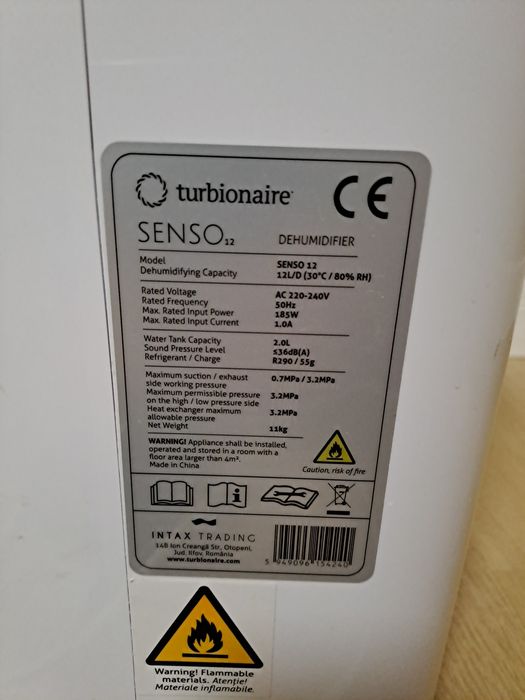 turbionaire
CE
SENSO 12 DEHUMIDIFIER
Model SENSO 12
Dehumidifying Capacity 12L/D (30°C / 80% RH)
Rated Voltage AC 220-240V
Rated Frequency 50Hz
Max. Rated Input Power 185W
Max. Rated Input Current 1.0A
Water Tank Capacity 2.0L
Sound Pressure Level ≤36dB(A)
Refrigerant / Charge R290 / 55g
Maximum suction / exhaust
side working pressure 0.7MPa / 3.2MPa
Maximum permissible pressure
on the high / low pressure side 3.2MPa
Heat exchanger maximum
allowable pressure 3.2MPa
Net Weight 11kg
WARNING! Appliance shall be installed,
operated and stored in a room with a
floor area larger than 4m².
Made in China
Caution, risk of fire
INTAX TRADING
14B Ion Creangă Str, Otopeni,
Jud. Ilfov, România
www.turbionaire.com
5 949096 154240
Warning! Flammable
materials. Atenție!
Materiale inflamabile.